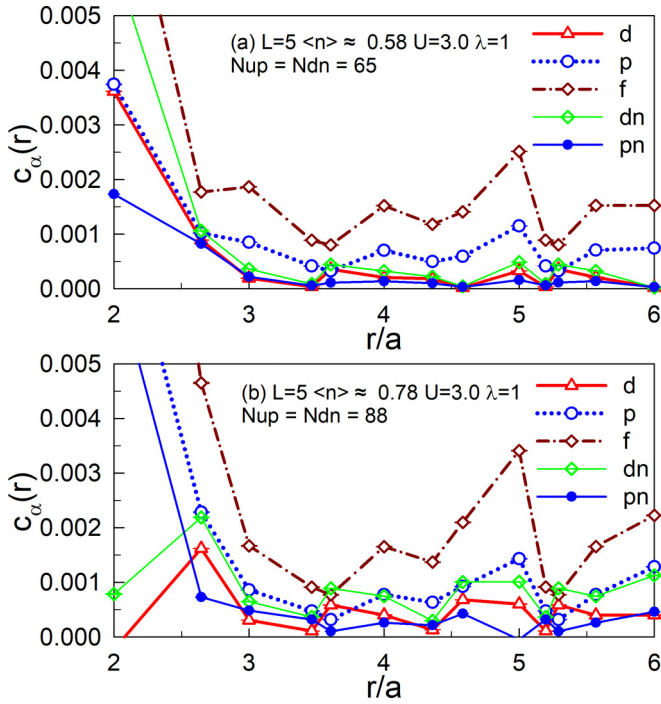 0.005
0.004
0.003
0.002
0.001
0.000
cα(r)
(a) L=5 <n> ≈ 0.58 U=3.0 λ=1
Nup = Ndn = 65
d
p
f
dn
pn
2 3 4 5 6
r/a
0.005
0.004
0.003
0.002
0.001
0.000
cα(r)
(b) L=5 <n> ≈ 0.78 U=3.0 λ=1
Nup = Ndn = 88
d
p
f
dn
pn
2 3 4 5 6
r/a